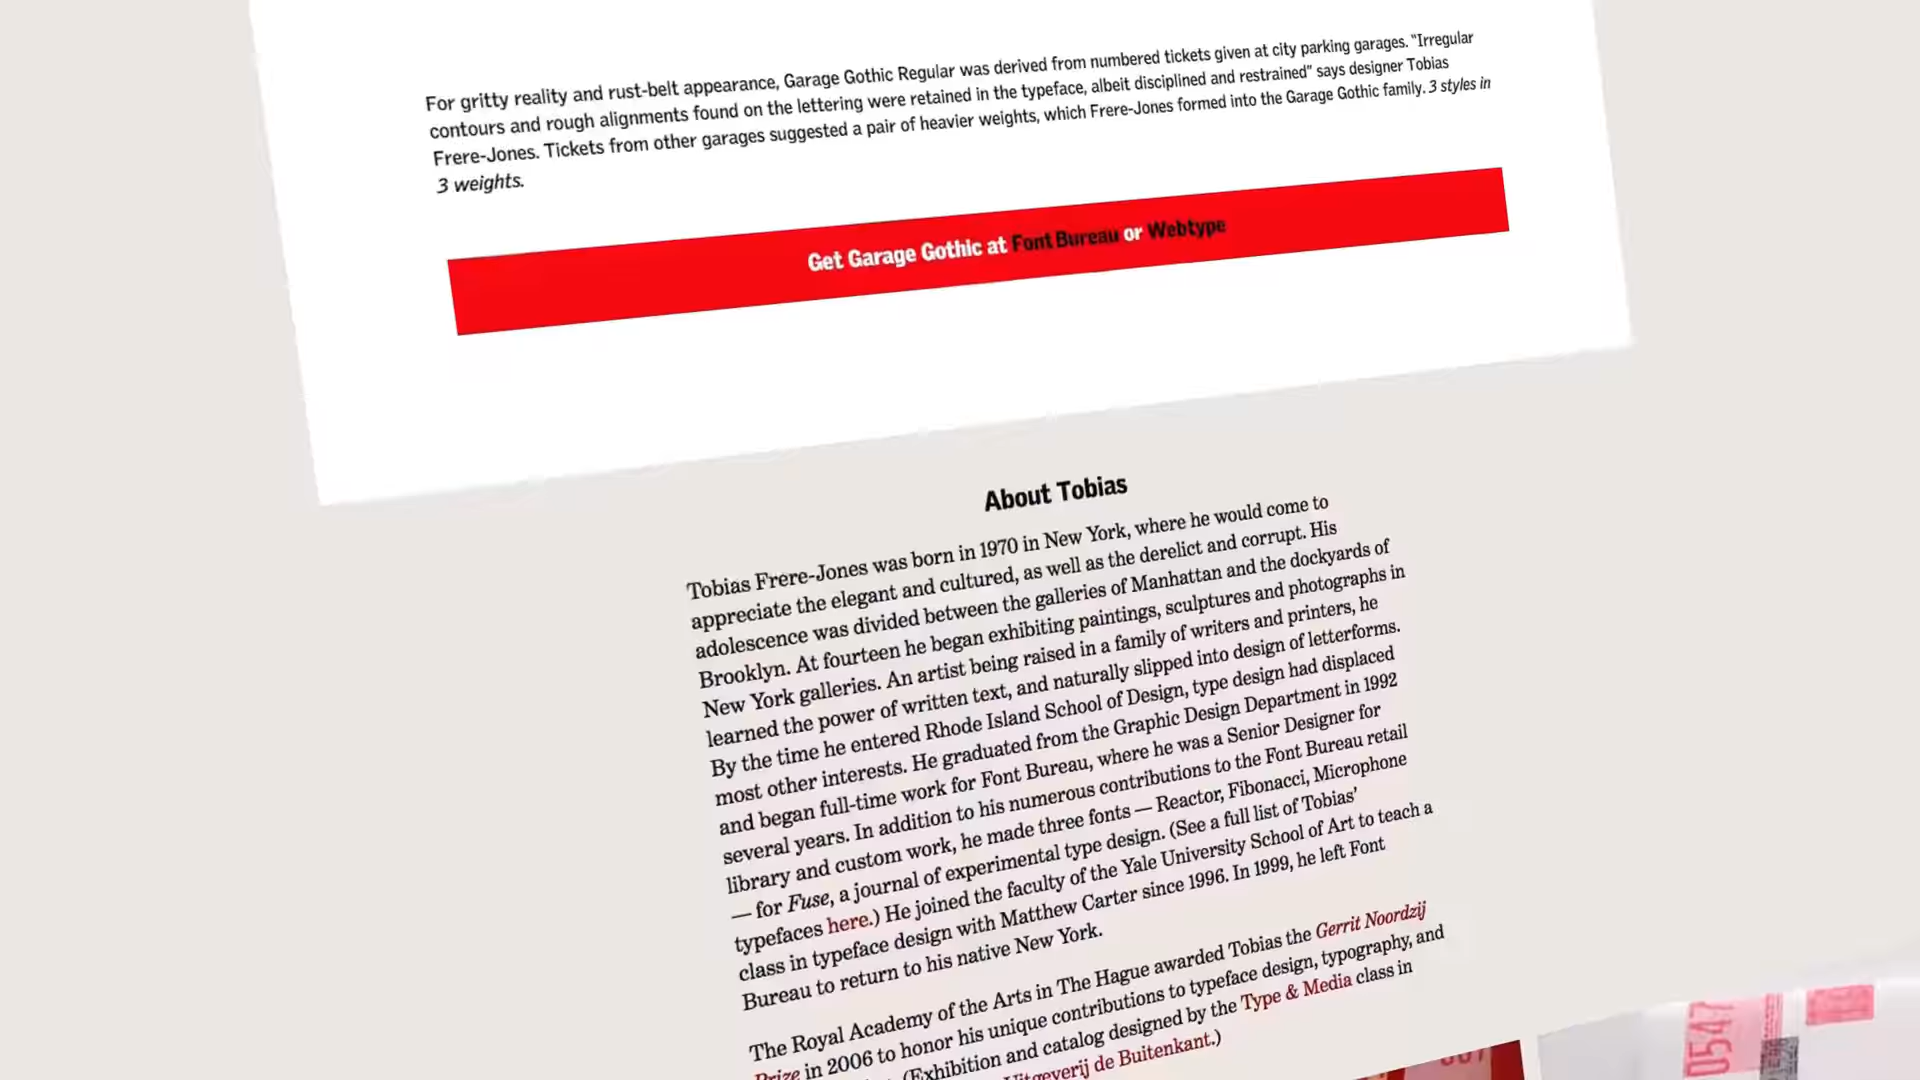 For gritty reality and rust-belt appearance, Garage Gothic Regular was derived from numbered tickets given at city parking garages. “Irregular
contours and rough alignments found on the lettering were retained in the typeface, albeit disciplined and restrained” says designer Tobias
Frere-Jones. Tickets from other garages suggested a pair of heavier weights, which Frere-Jones formed into the Garage Gothic family. 3 styles in
3 weights.
Get Garage Gothic at Font Bureau or Webtype
About Tobias
Tobias Frere-Jones was born in 1970 in New York, where he would come to
appreciate the elegant and cultured, as well as the derelict and corrupt. His
adolescence was divided between the galleries of Manhattan and the dockyards of
Brooklyn. At fourteen he began exhibiting paintings, sculptures and photographs in
New York galleries. An artist being raised in a family of writers and printers, he
learned the power of written text, and naturally slipped into design of letterforms.
By the time he entered Rhode Island School of Design, type design had displaced
most other interests. He graduated from the Graphic Design Department in 1992
and began full-time work for Font Bureau, where he was a Senior Designer for
several years. In addition to his numerous contributions to the Font Bureau retail
library and custom work, he made three fonts — Reactor, Fibonacci, Microphone
— for Fuse, a journal of experimental type design. (See a full list of Tobias’
typefaces here.) He joined the faculty of the Yale University School of Art to teach a
class in typeface design with Matthew Carter since 1996. In 1999, he left Font
Bureau to return to his native New York.
The Royal Academy of the Arts in The Hague awarded Tobias the Gerrit Noordzij
Prize in 2006 to honor his unique contributions to typeface design, typography, and
(Exhibition and catalog designed by the Type & Media class in
Uitgeverij de Buitenkant.)
0547